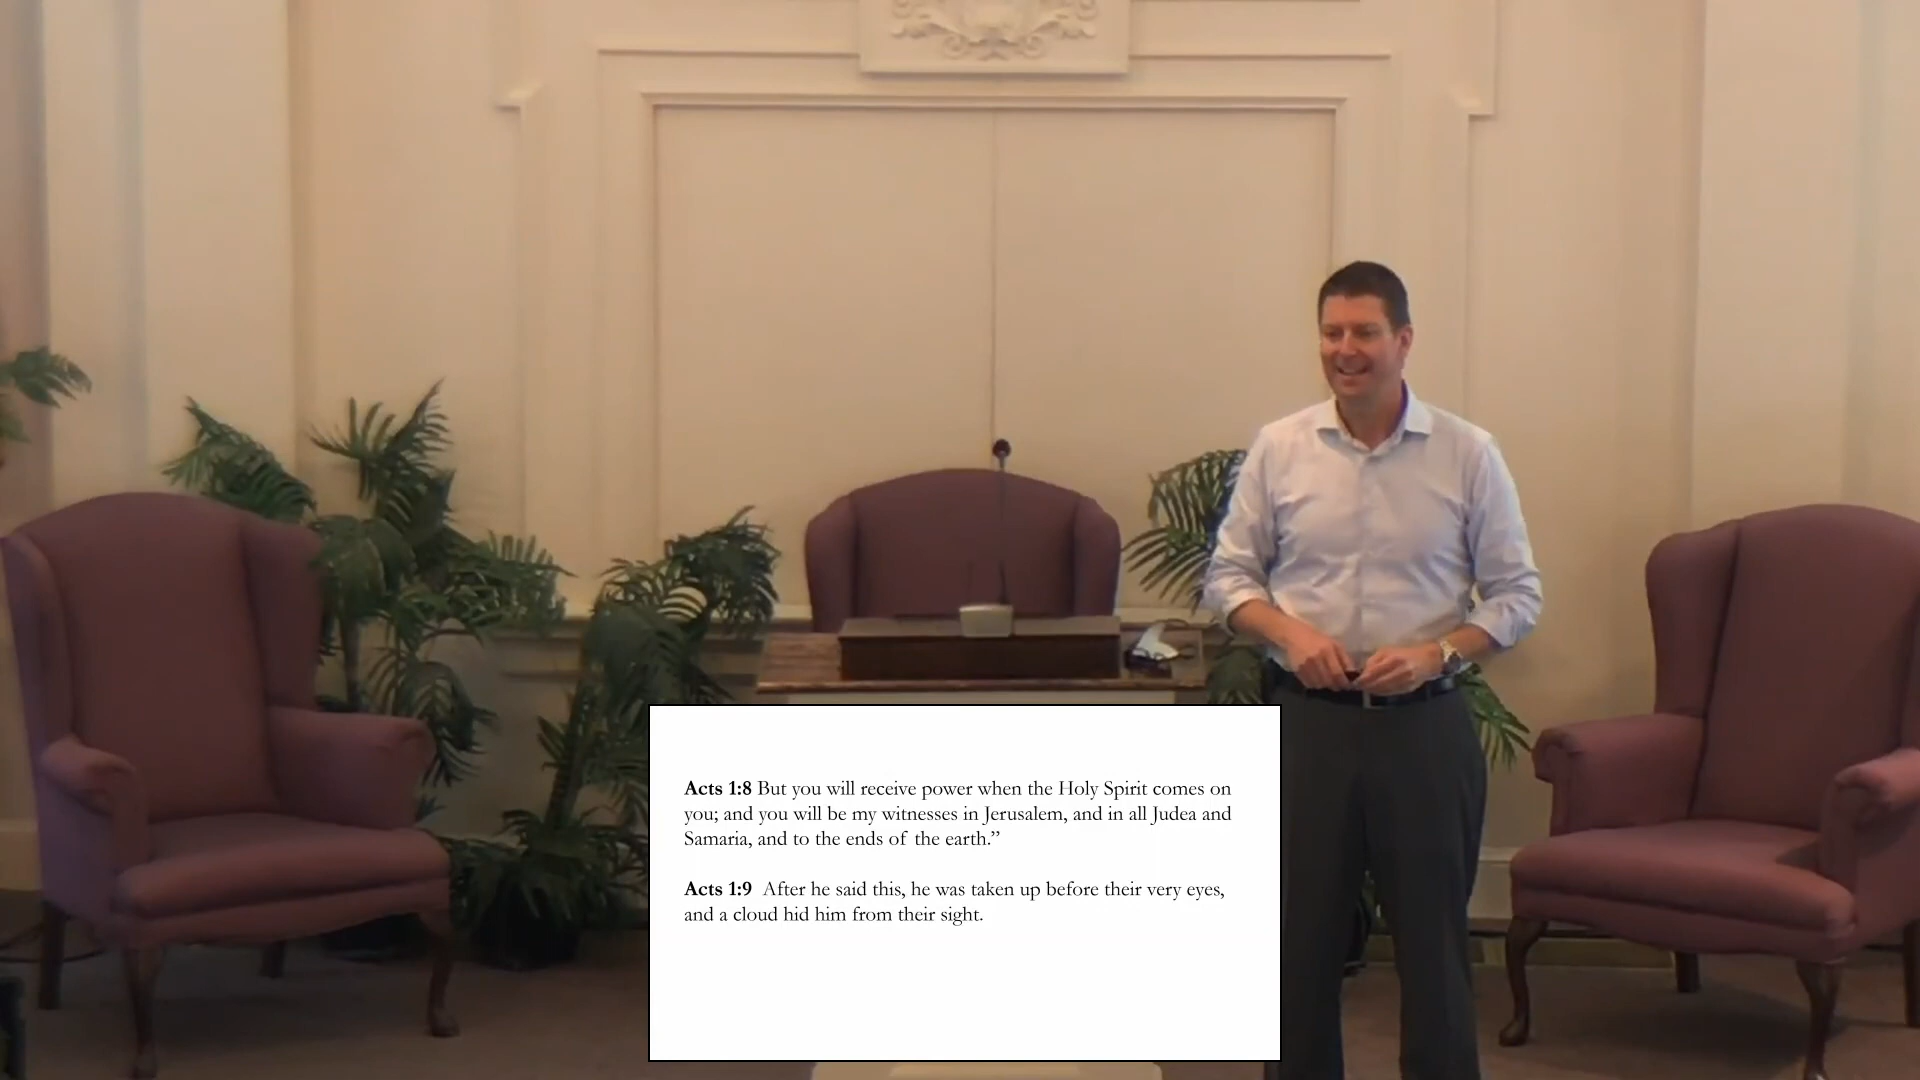 Acts 1:8 But you will receive power when the Holy Spirit comes on
you; and you will be my witnesses in Jerusalem, and in all Judea and
Samaria, and to the ends of the earth.”
Acts 1:9 After he said this, he was taken up before their very eyes,
and a cloud hid him from their sight.